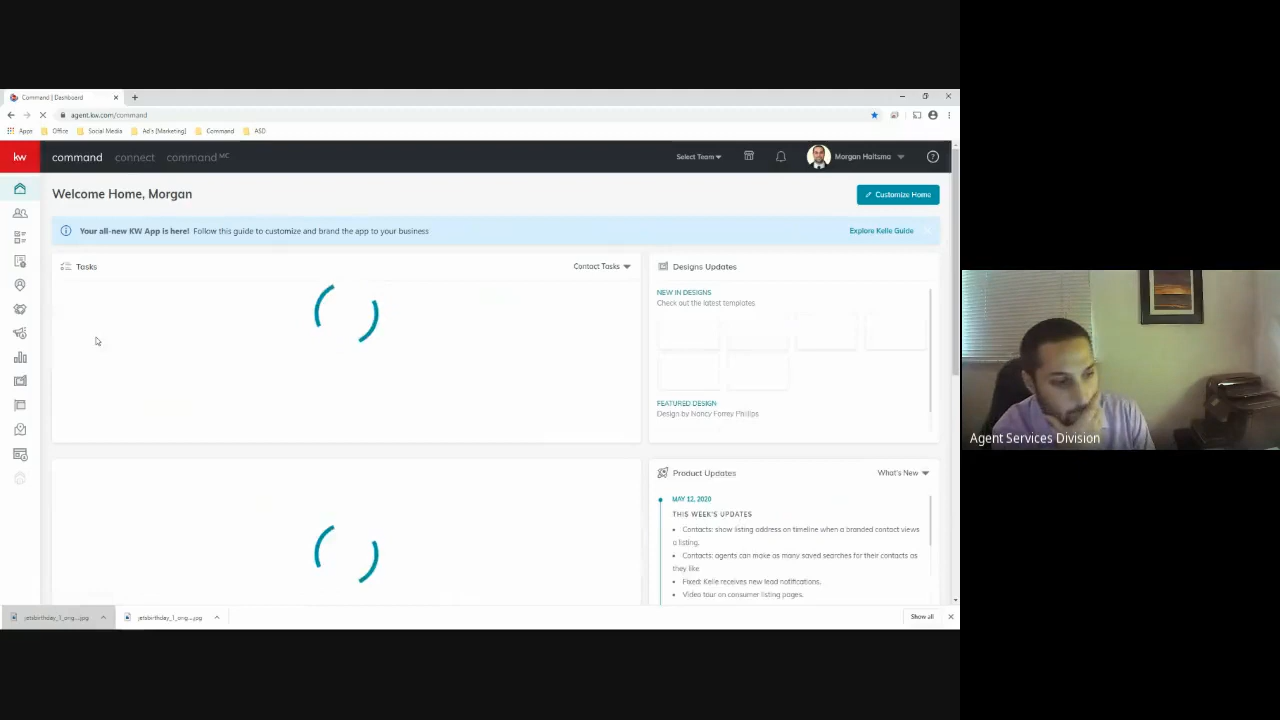 Command | Dashboard
agent.kw.com/command
Apps Office Social Media Ad's [Marketing] Command ASD
kw command connect command MC Select Team Morgan Haitsma
Welcome Home, Morgan
Customize Home
Your all-new KW App is here! Follow this guide to customize and brand the app to your business
Explore Kelle Guide
Tasks
Contact Tasks
Designs Updates
NEW IN DESIGNS
Check out the latest templates
FEATURED DESIGN
Design by Nancy Forrey Phillips
Product Updates
What's New
MAY 12, 2020
THIS WEEK'S UPDATES
• Contacts: show listing address on timeline when a branded contact views
a listing.
• Contacts: agents can make as many saved searches for their contacts as
they like
• Fixed: Kelle receives new lead notifications.
• Video tour on consumer listing pages.
jetsbirthday_1_orig....jpg
jetsbirthday_1_orig....jpg
Show all
Agent Services Division